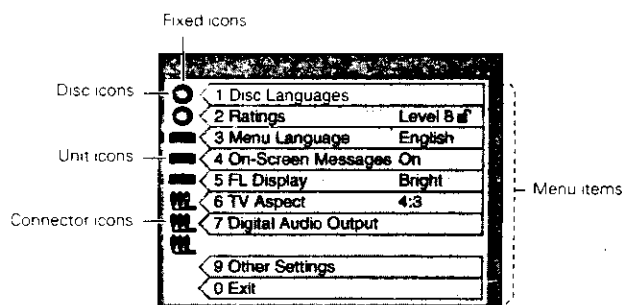 Fixed icons
Disc icons
1 Disc Languages
2 Ratings Level 8
3 Menu Language English
Unit icons
4 On-Screen Messages On
5 FL Display Bright
Menu items
6 TV Aspect 4:3
Connector icons
7 Digital Audio Output
9 Other Settings
0 Exit